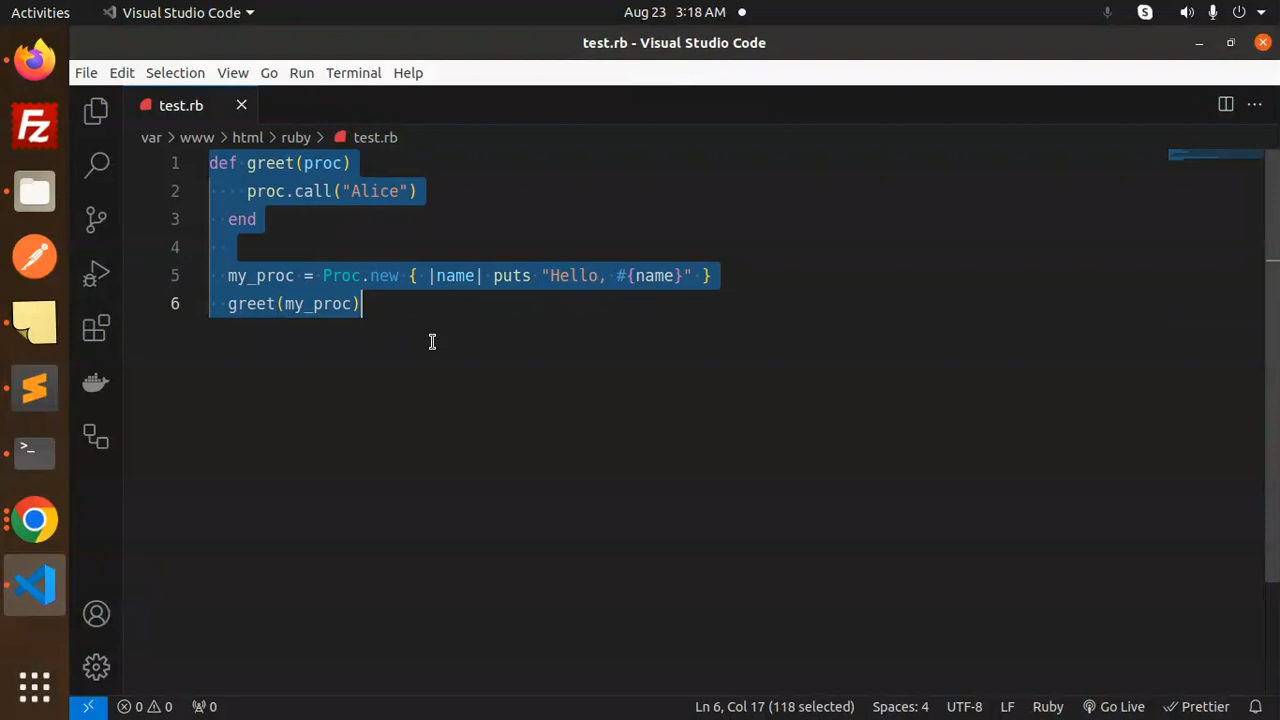 Activities Visual Studio Code Aug 23 3:18 AM
test.rb - Visual Studio Code
File Edit Selection View Go Run Terminal Help
test.rb
var > www > html > ruby > test.rb
1 def greet(proc)
2 proc.call("Alice")
3 end
4
5 my_proc = Proc.new { |name| puts "Hello, #{name}" }
6 greet(my_proc)
0 0 0 Ln 6, Col 17 (118 selected) Spaces: 4 UTF-8 LF Ruby Go Live Prettier